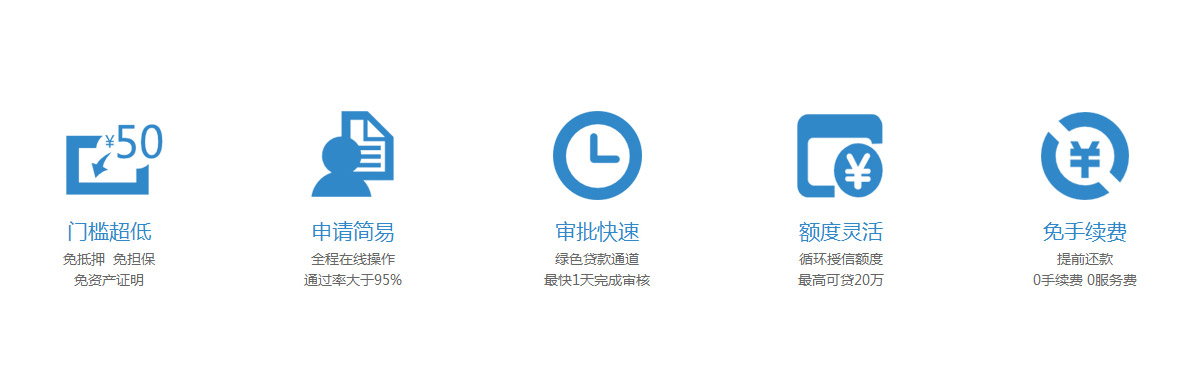 ¥50
门槛超低
免抵押 免担保
免资产证明
申请简易
全程在线操作
通过率大于95%
审批快速
绿色贷款通道
最快1天完成审核
¥
额度灵活
循环授信额度
最高可贷20万
¥
免手续费
提前还款
0手续费 0服务费